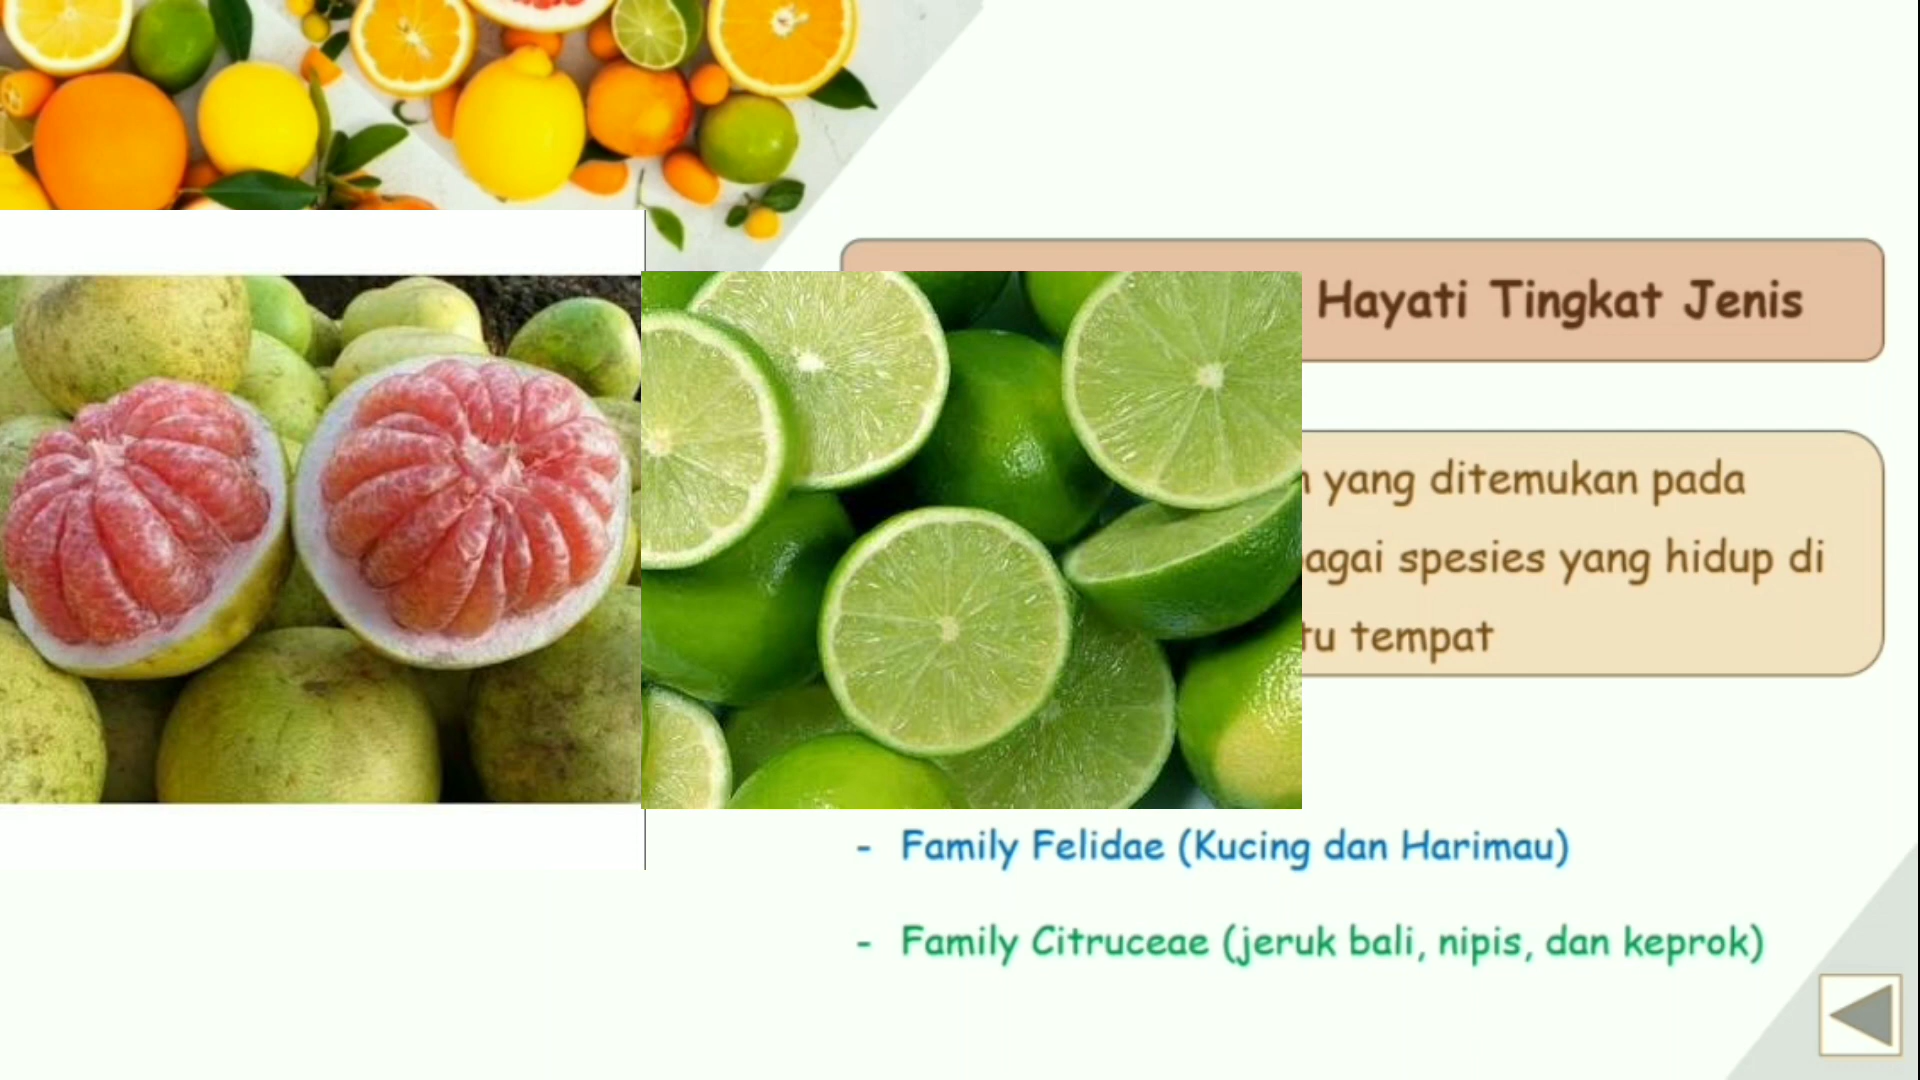 Hayati Tingkat Jenis
yang ditemukan pada
spesies yang hidup di
tempat
- Family Felidae (Kucing dan Harimau)
- Family Citruceae (jeruk bali, nipis, dan keprok)